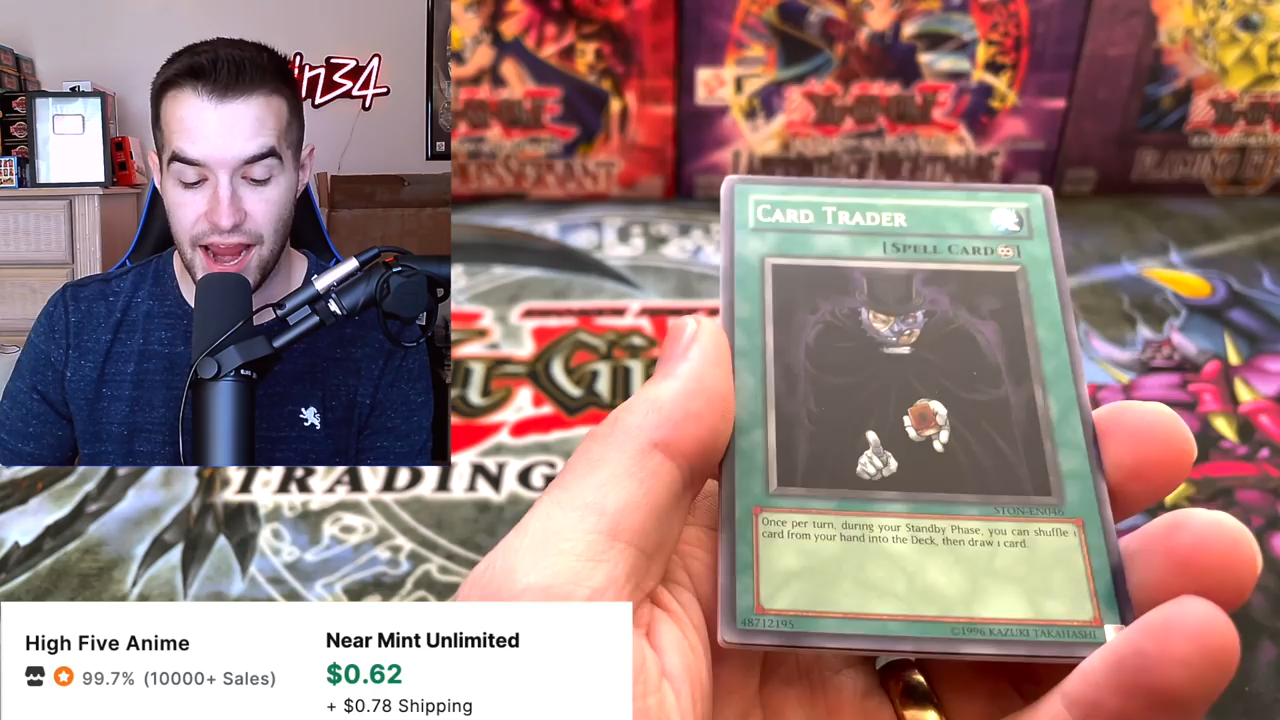 in34
CARD TRADER
[SPELL CARD]
STON-EN046
Once per turn, during your Standby Phase, you can shuffle 1
card from your hand into the Deck, then draw 1 card.
48712195
©1996 KAZUKI TAKAHASHI
TRADING
High Five Anime
99.7% (10000+ Sales)
Near Mint Unlimited
$0.62
+ $0.78 Shipping